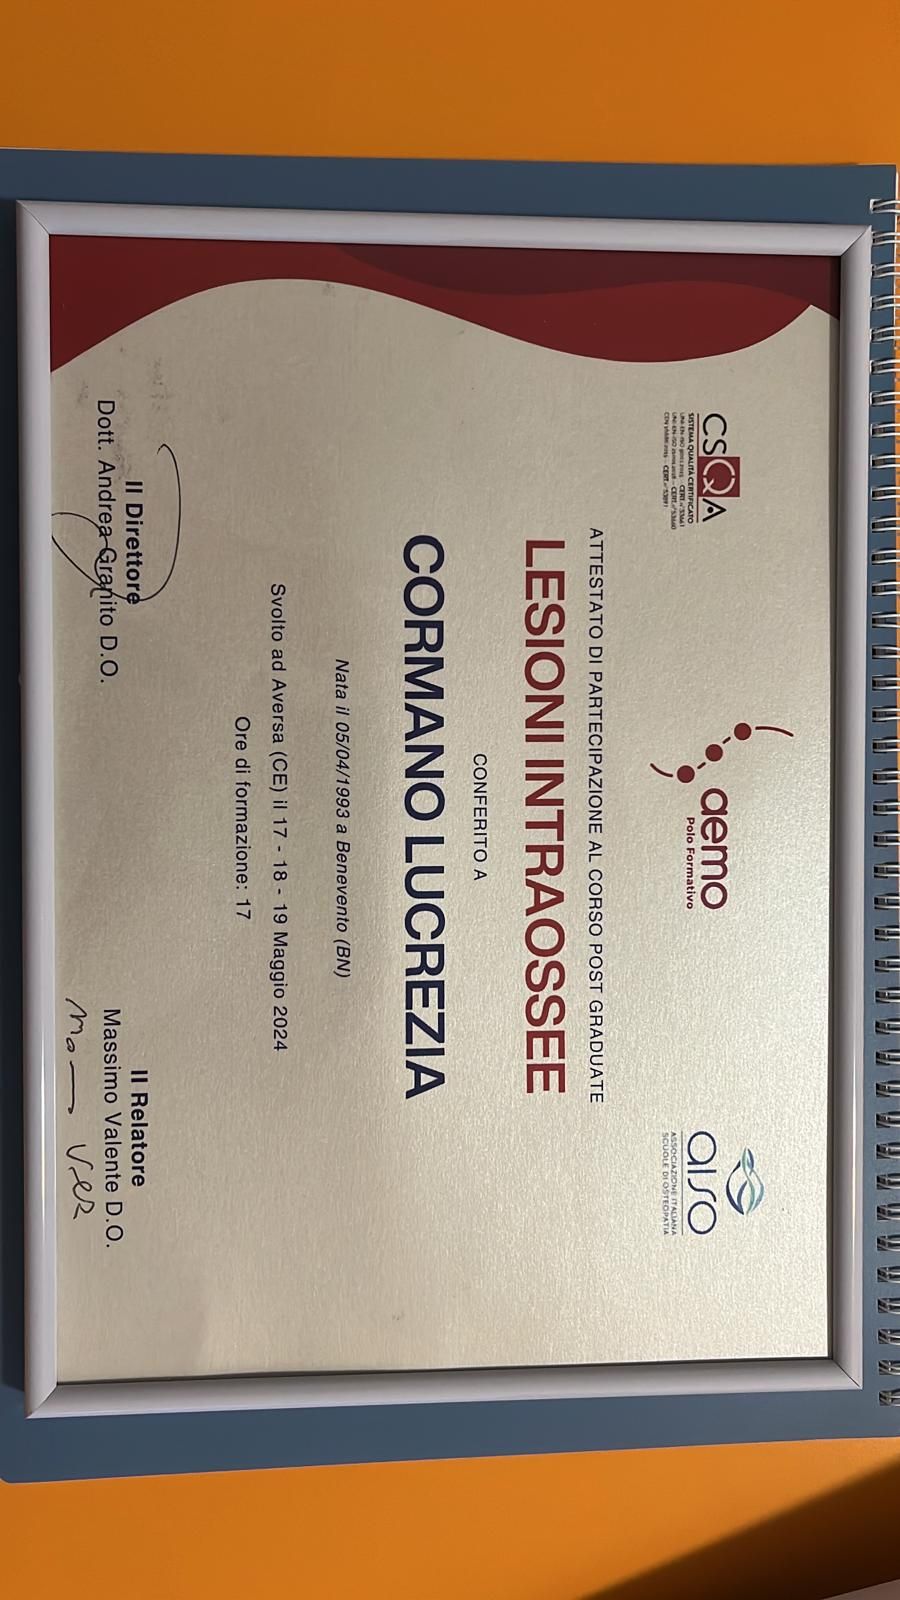 CSQA
SISTEMA QUALITÀ CERTIFICATO
aemo
Polo Formativo
aiso
ASSOCIAZIONE ITALIANA
SCUOLE DI OSTEOPATIA
ATTESTATO DI PARTECIPAZIONE AL CORSO POST GRADUATE
LESIONI INTRAOSSEE
CONFERITO A
CORMANO LUCREZIA
Nata il 05/04/1993 a Benevento (BN)
Svolto ad Aversa (CE) il 17 - 18 - 19 Maggio 2024
Ore di formazione: 17
Il Direttore
Dott. Andrea Granito D.O.
Il Relatore
Massimo Valente D.O.